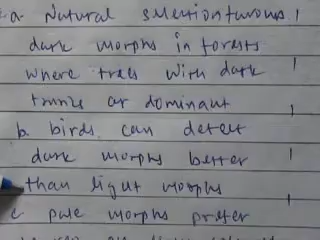 a Natural selection favours
dark morphs in forests
where trees with dark
trunks ar dominant
b. birds can detect
dark morphs better
than light morphs
c pale morphs prefer